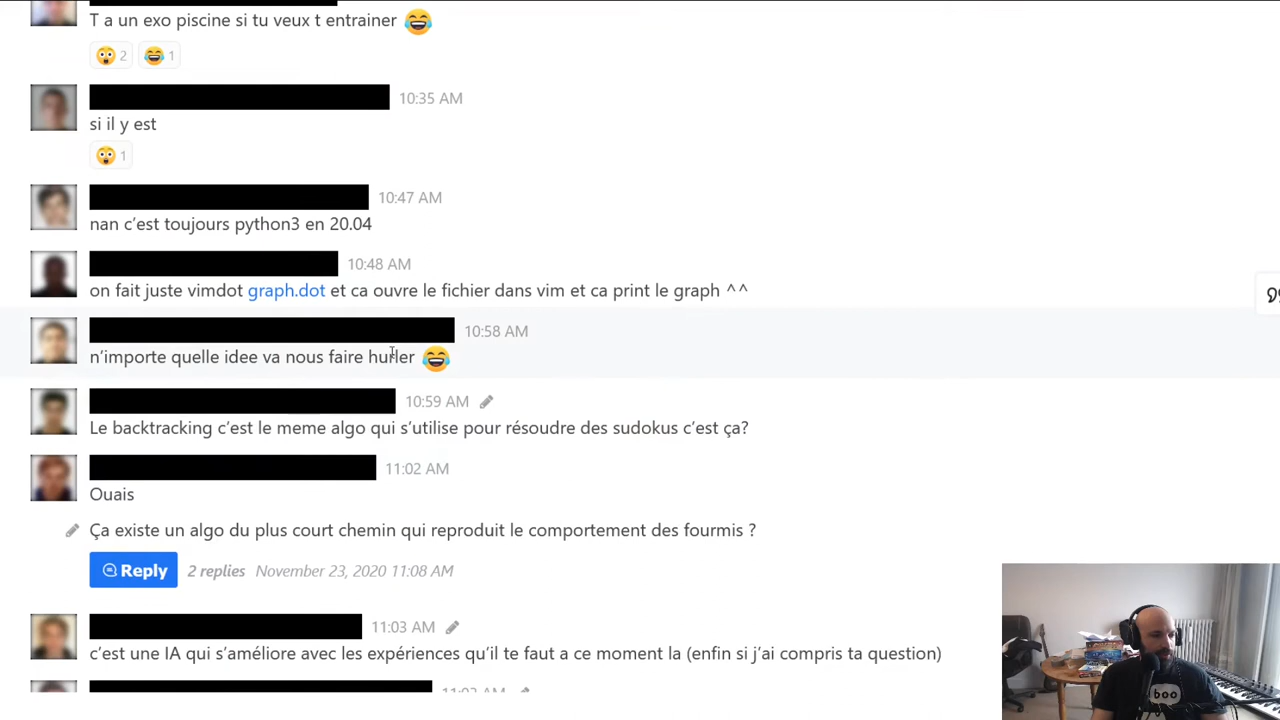 T a un exo piscine si tu veux t entrainer 😂
😲 2 😂 1
10:35 AM
si il y est
😲 1
10:47 AM
nan c'est toujours python3 en 20.04
10:48 AM
on fait juste vimdot graph.dot et ca ouvre le fichier dans vim et ca print le graph ^^
10:58 AM
n'importe quelle idee va nous faire hurler 😂
10:59 AM
Le backtracking c'est le meme algo qui s'utilise pour résoudre des sudokus c'est ça?
11:02 AM
Ouais
Ça existe un algo du plus court chemin qui reproduit le comportement des fourmis ?
Reply 2 replies November 23, 2020 11:08 AM
11:03 AM
c'est une IA qui s'améliore avec les expériences qu'il te faut a ce moment la (enfin si j'ai compris ta question)
boo